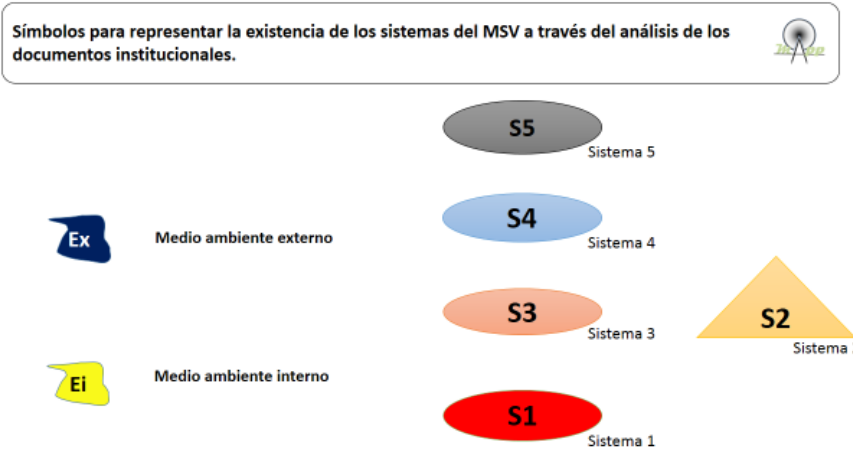 Símbolos para representar la existencia de los sistemas del MSV a través del análisis de los
documentos institucionales.
S5
Sistema 5
S4
Sistema 4
Ex
Medio ambiente externo
S3
Sistema 3
S2
Sistema
Ei
Medio ambiente interno
S1
Sistema 1